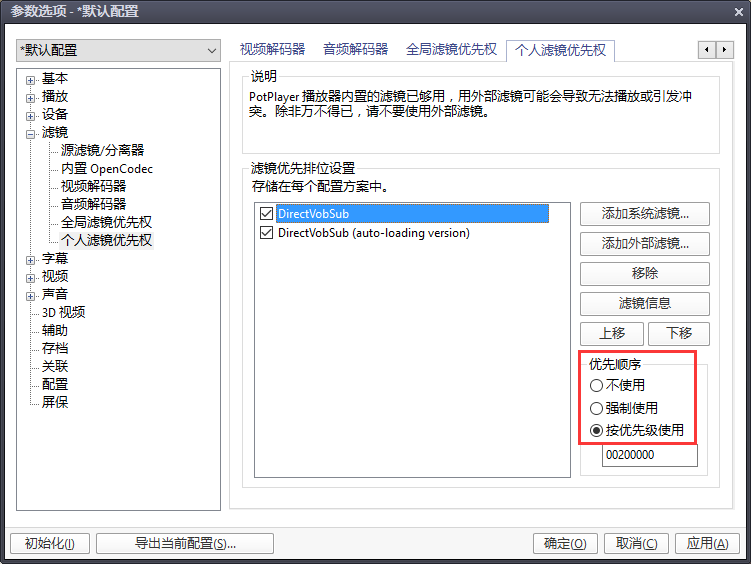 参数选项 - *默认配置
*默认配置
基本
播放
设备
滤镜
源滤镜/分离器
内置 OpenCodec
视频解码器
音频解码器
全局滤镜优先权
个人滤镜优先权
字幕
视频
声音
3D 视频
辅助
存档
关联
配置
屏保
视频解码器 音频解码器 全局滤镜优先权 个人滤镜优先权
说明
PotPlayer 播放器内置的滤镜已够用，用外部滤镜可能会导致无法播放或引发冲
突。除非万不得已，请不要使用外部滤镜。
滤镜优先排位设置
存储在每个配置方案中。
DirectVobSub
DirectVobSub (auto-loading version)
添加系统滤镜...
添加外部滤镜...
移除
滤镜信息
上移 下移
优先顺序
不使用
强制使用
按优先级使用
00200000
初始化(I) 导出当前配置(S)... 确定(O) 取消(C) 应用(A)